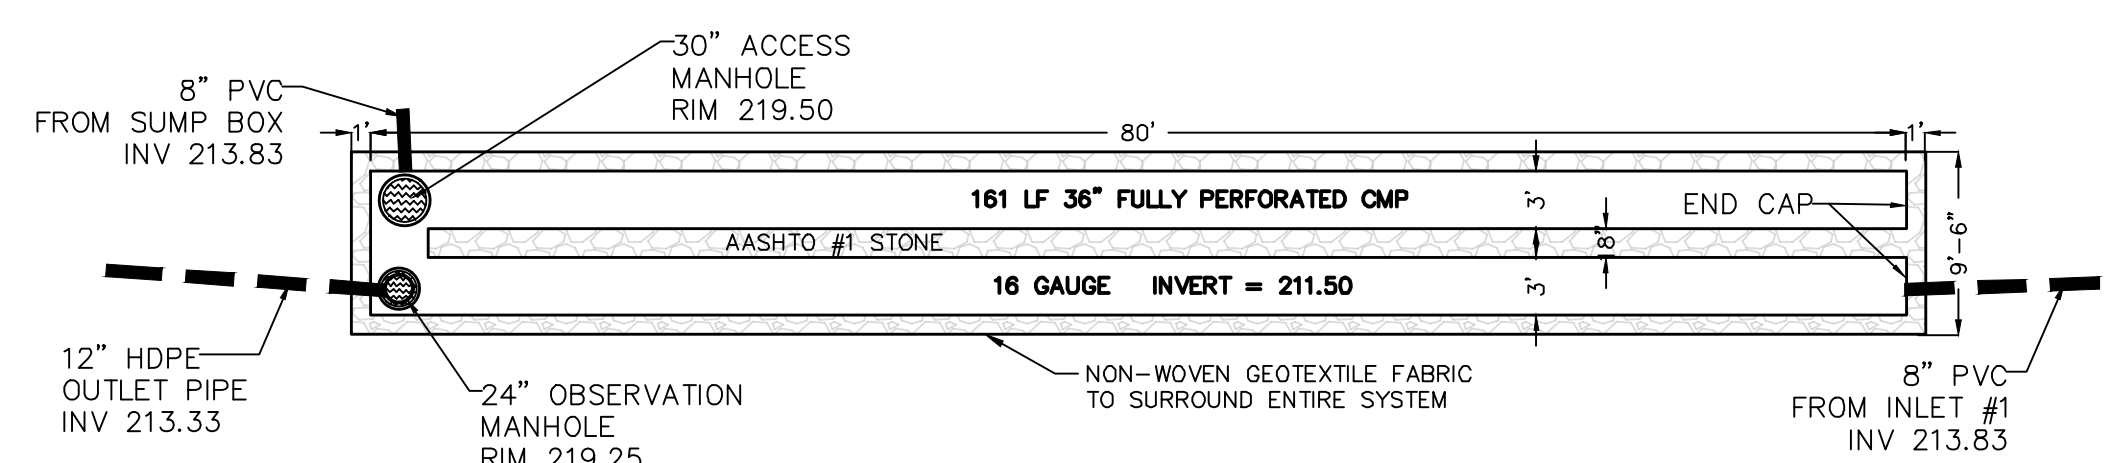 30" ACCESS
MANHOLE
RIM 219.50
8" PVC
FROM SUMP BOX
INV 213.83
1'
80'
1'
161 LF 36" FULLY PERFORATED CMP
3'
END CAP
AASHTO #1 STONE
18"
9'-6"
16 GAUGE INVERT = 211.50
3'
12" HDPE
OUTLET PIPE
INV 213.33
24" OBSERVATION
MANHOLE
RIM 219.25
NON-WOVEN GEOTEXTILE FABRIC
TO SURROUND ENTIRE SYSTEM
8" PVC
FROM INLET #1
INV 213.83